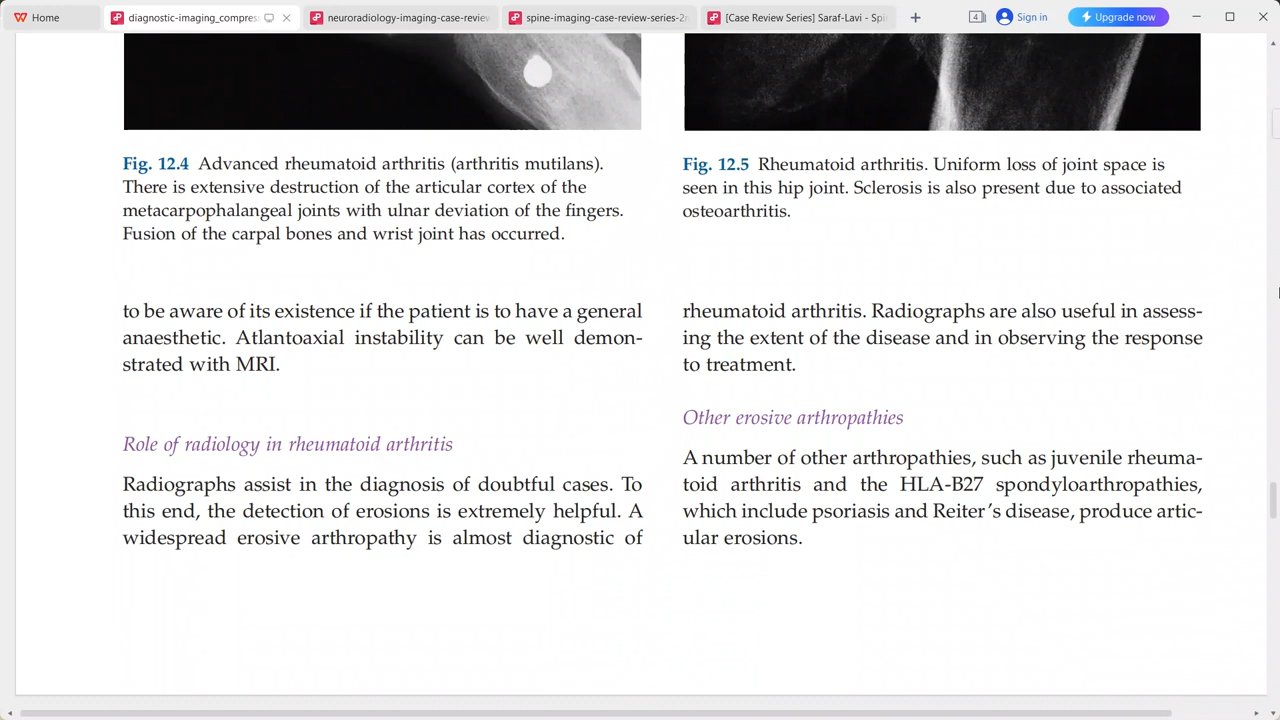 Home
diagnostic-imaging_compres
neuroradiology-imaging-case-review
spine-imaging-case-review-series-2
[Case Review Series] Saraf-Lavi - Spi
4
Sign in
Upgrade now
Fig. 12.4 Advanced rheumatoid arthritis (arthritis mutilans).
There is extensive destruction of the articular cortex of the
metacarpophalangeal joints with ulnar deviation of the fingers.
Fusion of the carpal bones and wrist joint has occurred.
to be aware of its existence if the patient is to have a general
anaesthetic. Atlantoaxial instability can be well demon-
strated with MRI.
Role of radiology in rheumatoid arthritis
Radiographs assist in the diagnosis of doubtful cases. To
this end, the detection of erosions is extremely helpful. A
widespread erosive arthropathy is almost diagnostic of
Fig. 12.5 Rheumatoid arthritis. Uniform loss of joint space is
seen in this hip joint. Sclerosis is also present due to associated
osteoarthritis.
rheumatoid arthritis. Radiographs are also useful in assess-
ing the extent of the disease and in observing the response
to treatment.
Other erosive arthropathies
A number of other arthropathies, such as juvenile rheuma-
toid arthritis and the HLA-B27 spondyloarthropathies,
which include psoriasis and Reiter's disease, produce artic-
ular erosions.